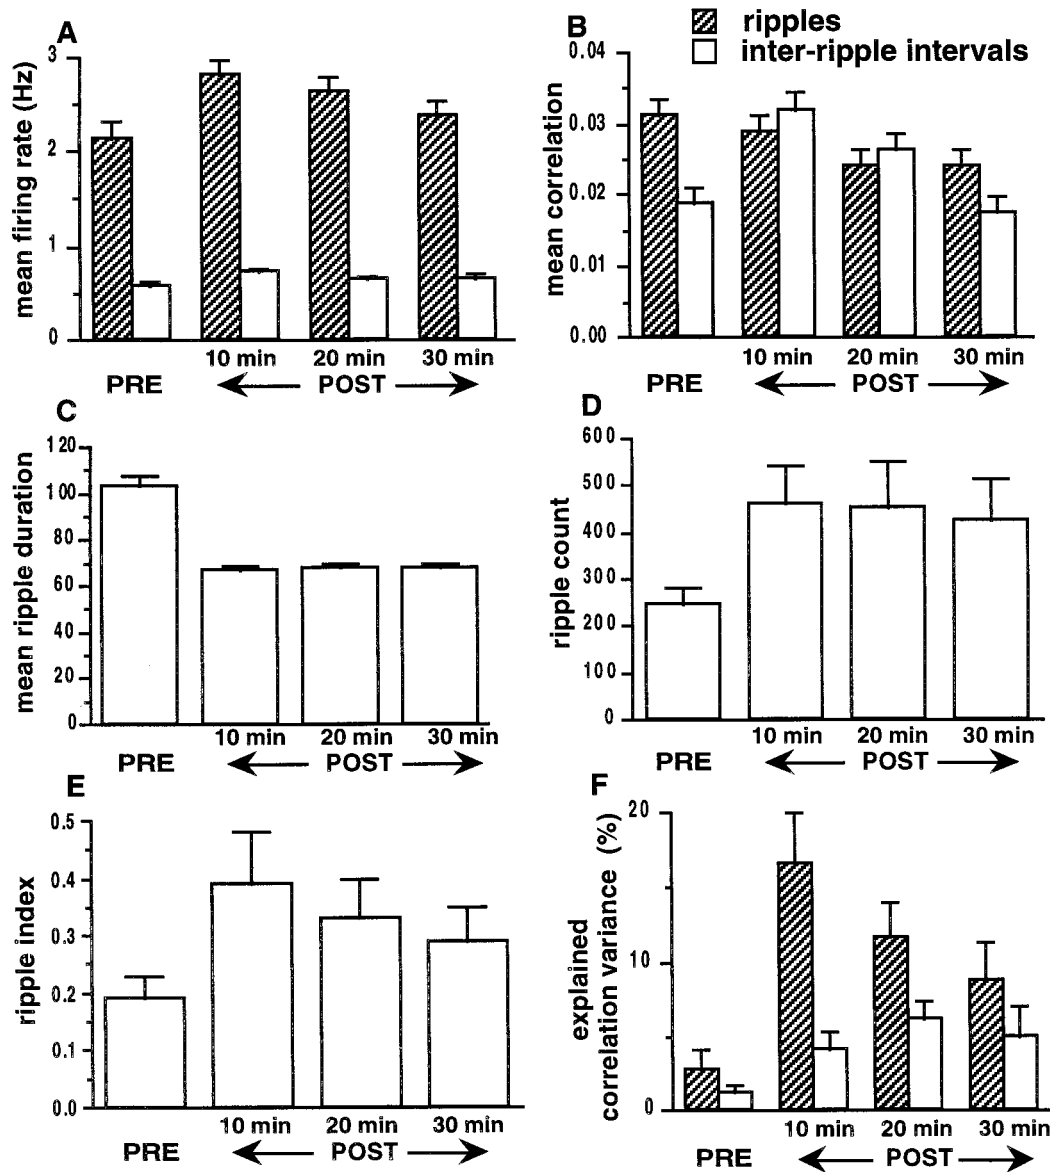 ripples
inter-ripple intervals
A
mean firing rate (Hz)
3
2
1
0
10 min 20 min 30 min
PRE POST
B
mean correlation
0.04
0.03
0.02
0.01
0.00
10 min 20 min 30 min
PRE POST
C
mean ripple duration
120
100
80
60
40
20
0
10 min 20 min 30 min
PRE POST
D
ripple count
600
500
400
300
200
100
0
10 min 20 min 30 min
PRE POST
E
ripple index
0.5
0.4
0.3
0.2
0.1
0.0
10 min 20 min 30 min
PRE POST
F
explained
correlation variance (%)
20
10
0
10 min 20 min 30 min
PRE POST